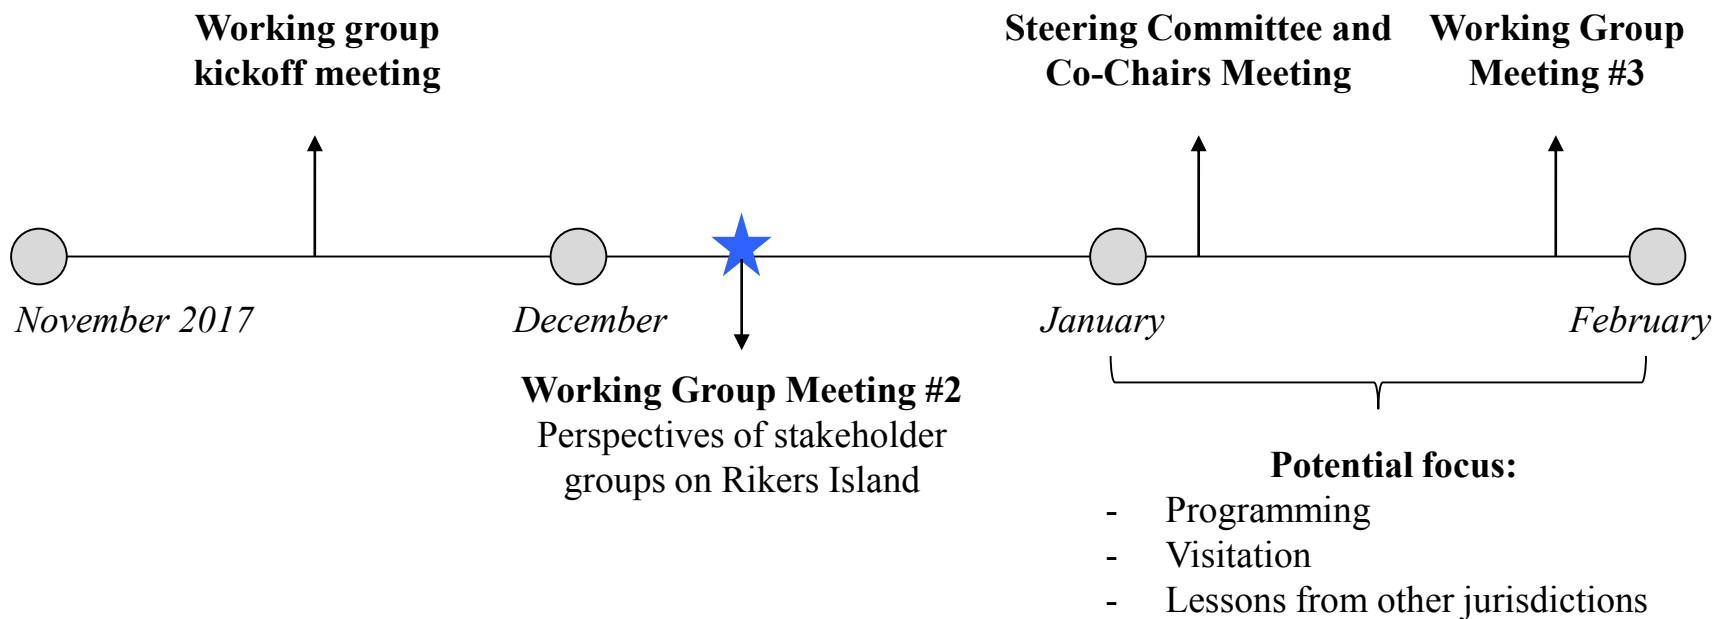 Working group
kickoff meeting
Steering Committee and
Co-Chairs Meeting
Working Group
Meeting #3
November 2017
December
January
February
Working Group Meeting #2
Perspectives of stakeholder
groups on Rikers Island
Potential focus:
- Programming
- Visitation
- Lessons from other jurisdictions